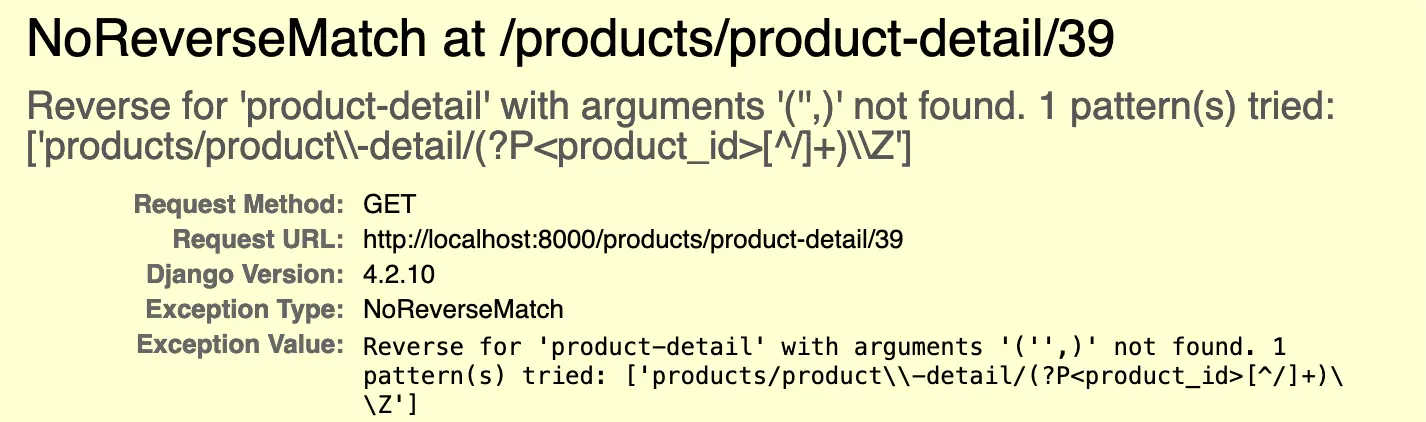 NoReverseMatch at /products/product-detail/39
Reverse for 'product-detail' with arguments '('',)' not found. 1 pattern(s) tried:
['products/product\\-detail/(?P<product_id>[^/]+)\\Z']
Request Method: GET
Request URL: http://localhost:8000/products/product-detail/39
Django Version: 4.2.10
Exception Type: NoReverseMatch
Exception Value: Reverse for 'product-detail' with arguments '('',)' not found. 1
pattern(s) tried: ['products/product\\-detail/(?P<product_id>[^/]+)\
\Z']